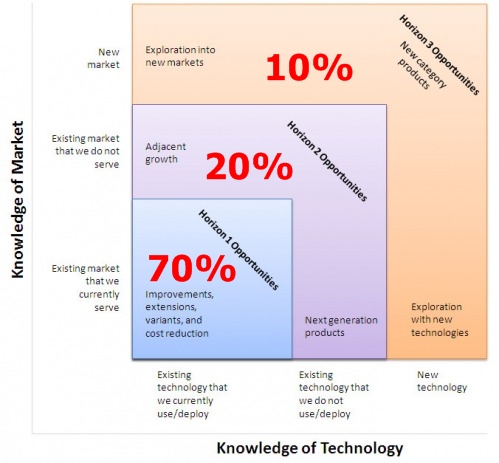 Knowledge of Market
New
market
Exploration into
new markets
10%
Horizon 3 Opportunities
New category
products
Existing market
that we do not
serve
Adjacent
growth
20%
Horizon 2 Opportunities
Existing market
that we
currently
serve
70%
Horizon 1 Opportunities
Improvements,
extensions,
variants, and
cost reduction
Next generation
products
Exploration
with new
technologies
Existing
technology that
we currently
use/deploy
Existing
technology that
we do not
use/deploy
New
technology
Knowledge of Technology